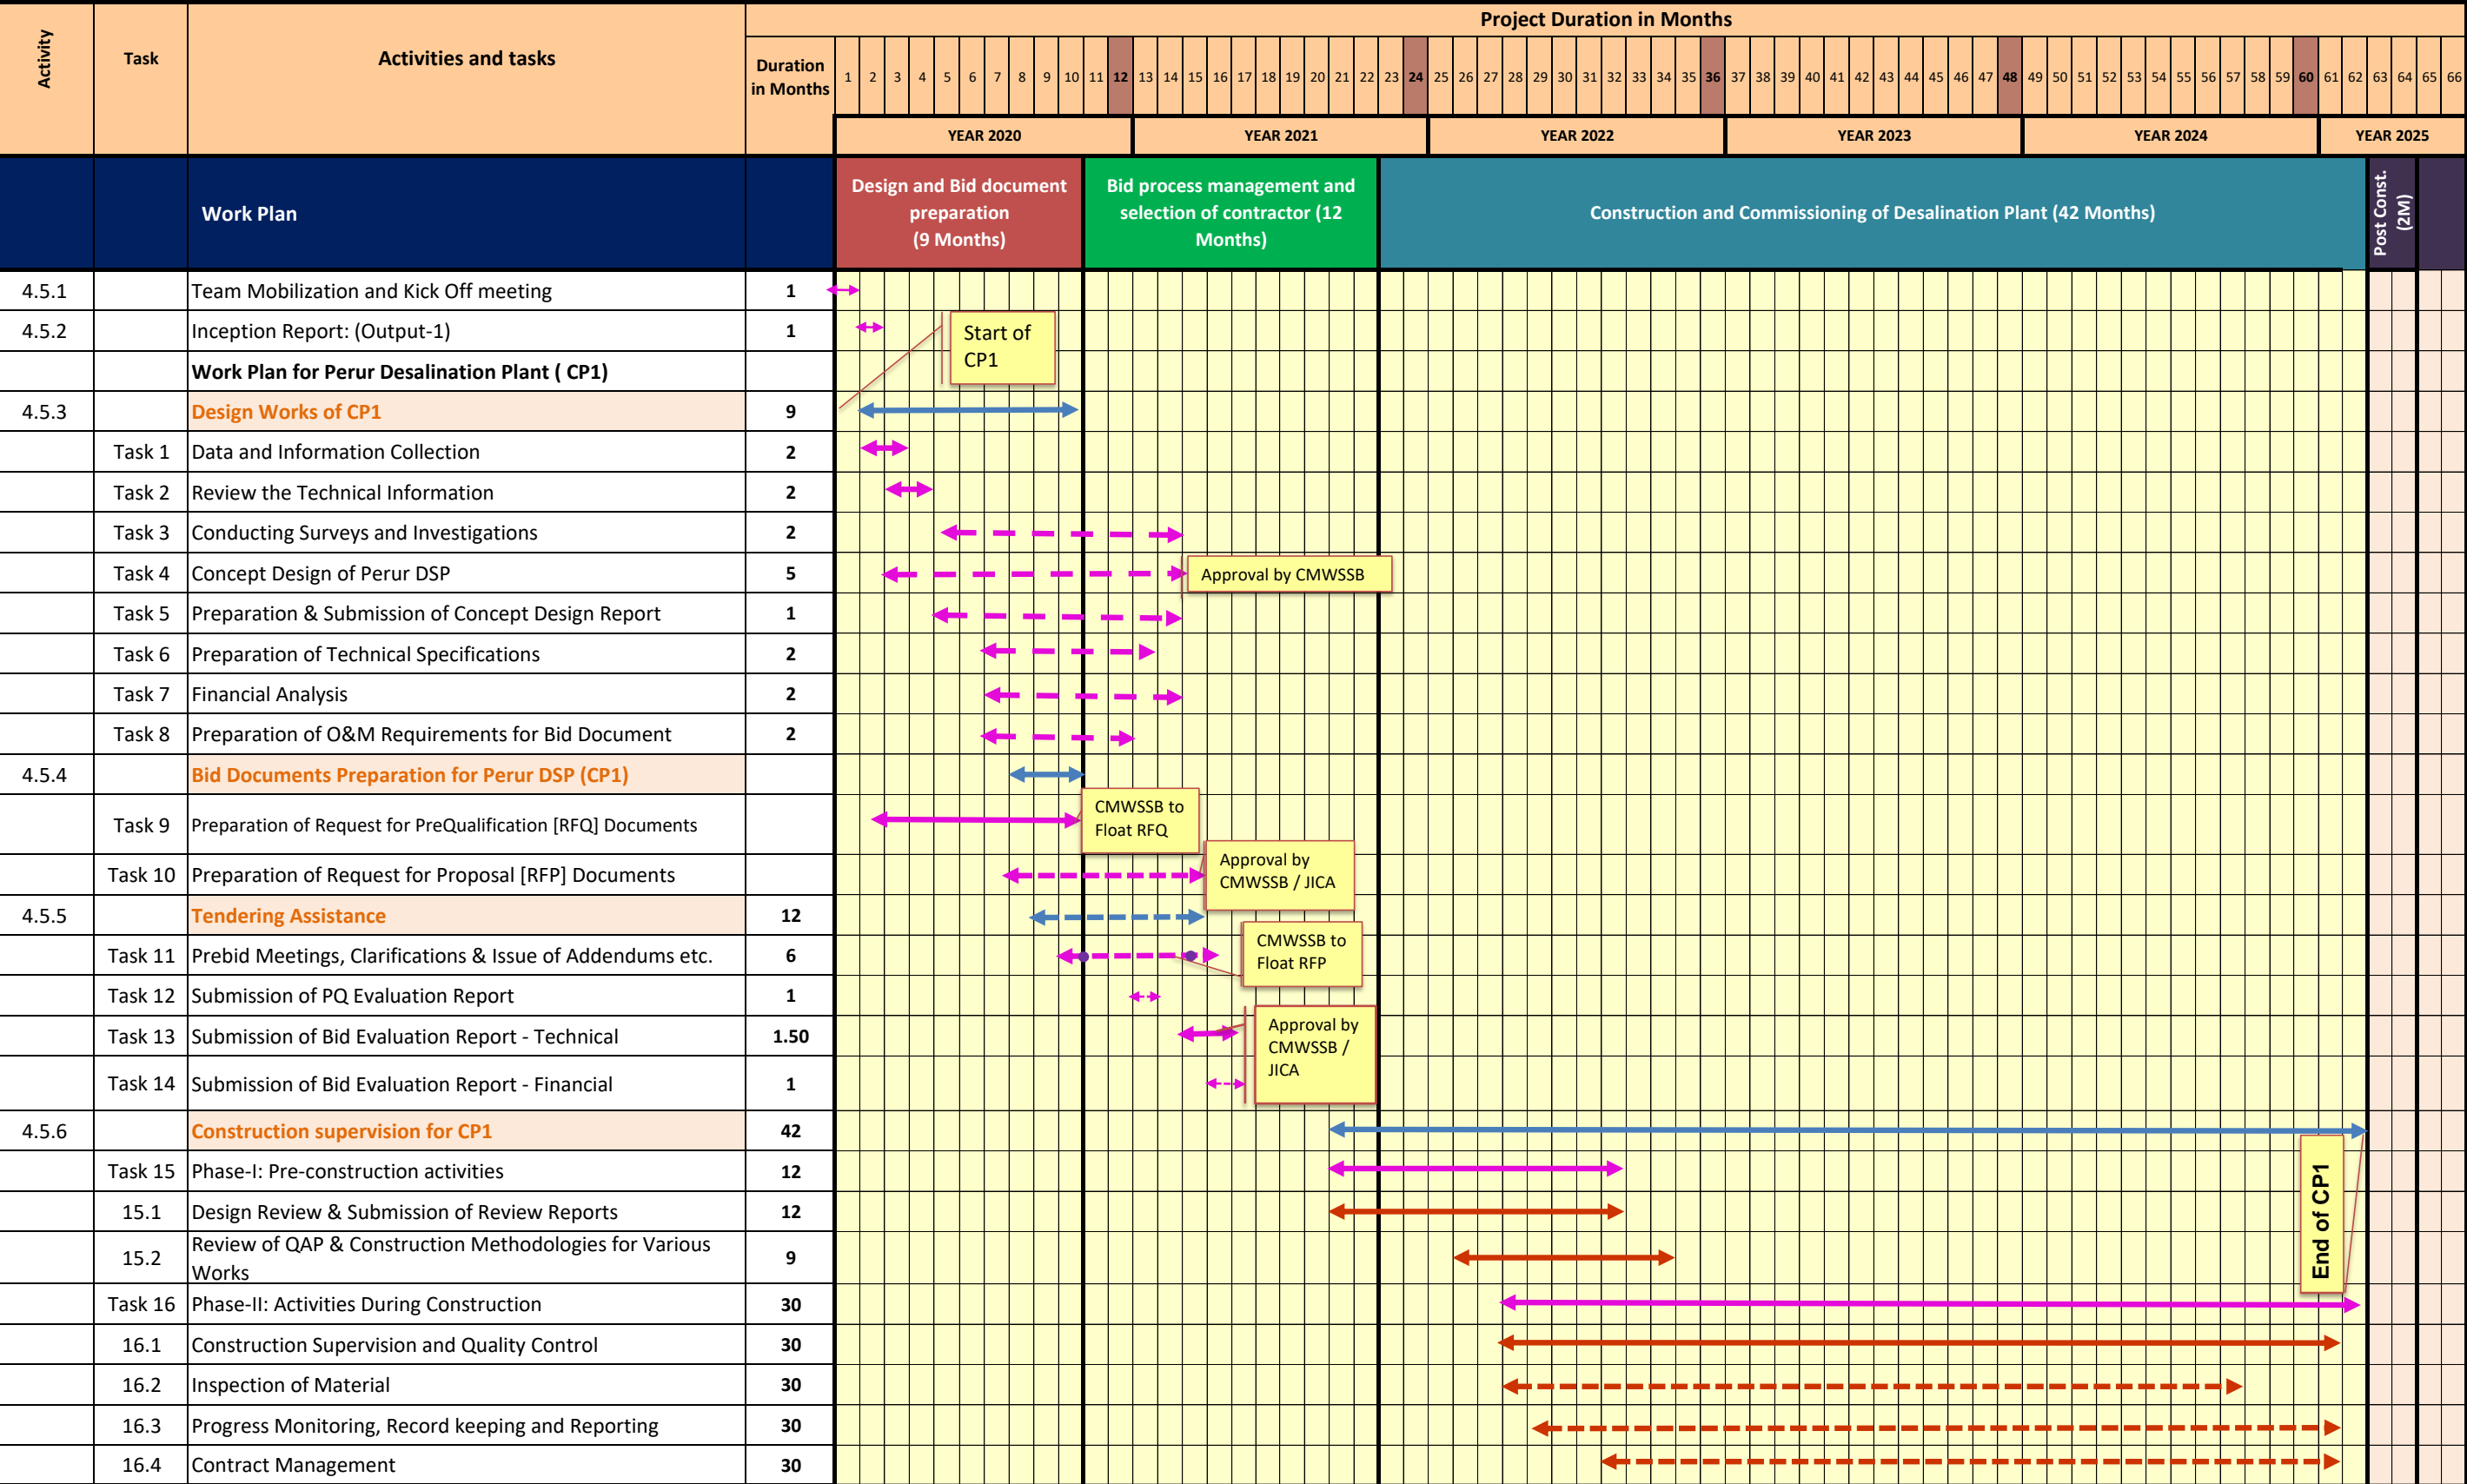 Project Duration in Months
Activity
Task
Activities and tasks
Duration
in Months
1 2 3 4 5 6 7 8 9 10 11 12 13 14 15 16 17 18 19 20 21 22 23 24 25 26 27 28 29 30 31 32 33 34 35 36 37 38 39 40 41 42 43 44 45 46 47 48 49 50 51 52 53 54 55 56 57 58 59 60 61 62 63 64 65 66
YEAR 2020 YEAR 2021 YEAR 2022 YEAR 2023 YEAR 2024 YEAR 2025
Work Plan
Design and Bid document
preparation
(9 Months)
Bid process management and
selection of contractor (12
Months)
Construction and Commissioning of Desalination Plant (42 Months)
Post Const.
(2M)
4.5.1 Team Mobilization and Kick Off meeting 1
4.5.2 Inception Report: (Output-1) 1
Start of
CP1
Work Plan for Perur Desalination Plant ( CP1)
4.5.3 Design Works of CP1 9
Task 1 Data and Information Collection 2
Task 2 Review the Technical Information 2
Task 3 Conducting Surveys and Investigations 2
Task 4 Concept Design of Perur DSP 5
Approval by CMWSSB
Task 5 Preparation & Submission of Concept Design Report 1
Task 6 Preparation of Technical Specifications 2
Task 7 Financial Analysis 2
Task 8 Preparation of O&M Requirements for Bid Document 2
4.5.4 Bid Documents Preparation for Perur DSP (CP1)
Task 9 Preparation of Request for PreQualification [RFQ] Documents
CMWSSB to
Float RFQ
Task 10 Preparation of Request for Proposal [RFP] Documents
Approval by
CMWSSB / JICA
4.5.5 Tendering Assistance 12
Task 11 Prebid Meetings, Clarifications & Issue of Addendums etc. 6
CMWSSB to
Float RFP
Task 12 Submission of PQ Evaluation Report 1
Task 13 Submission of Bid Evaluation Report - Technical 1.50
Approval by
CMWSSB /
JICA
Task 14 Submission of Bid Evaluation Report - Financial 1
4.5.6 Construction supervision for CP1 42
Task 15 Phase-I: Pre-construction activities 12
End of CP1
15.1 Design Review & Submission of Review Reports 12
15.2 Review of QAP & Construction Methodologies for Various
Works 9
Task 16 Phase-II: Activities During Construction 30
16.1 Construction Supervision and Quality Control 30
16.2 Inspection of Material 30
16.3 Progress Monitoring, Record keeping and Reporting 30
16.4 Contract Management 30